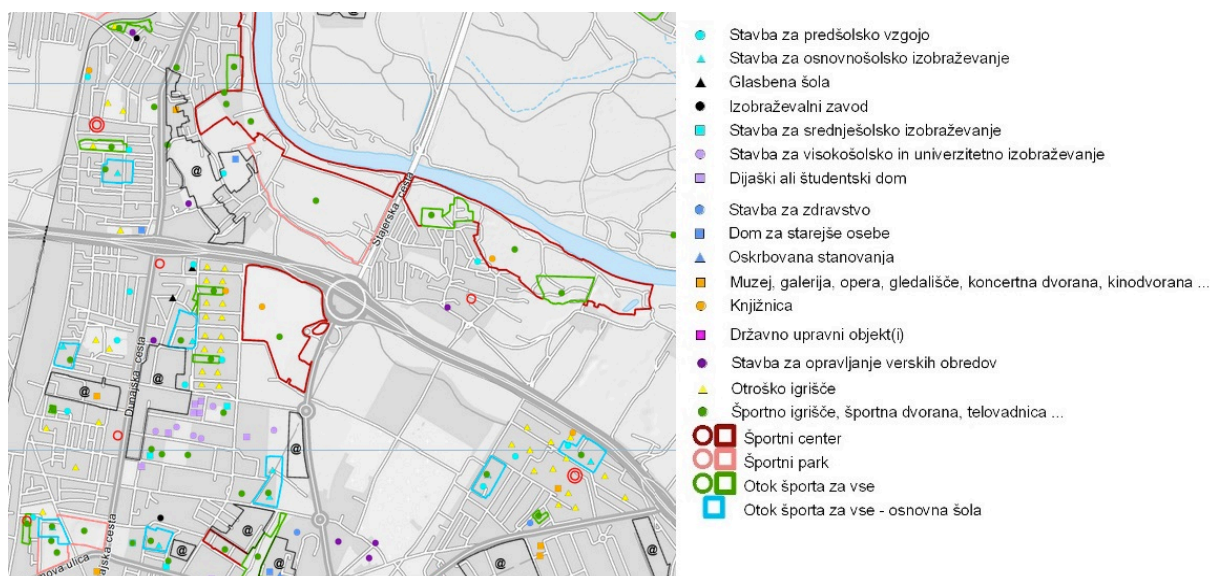 Štajerska cesta
Dunajska cesta
ajska-cesta
nova-ulica
@
@
@
@
@
@
@
@
@
Stavba za predšolsko vzgojo
Stavba za osnovnošolsko izobraževanje
Glasbena šola
Izobraževalni zavod
Stavba za srednješolsko izobraževanje
Stavba za visokošolsko in univerzitetno izobraževanje
Dijaški ali študentski dom
Stavba za zdravstvo
Dom za starejše osebe
Oskrbovana stanovanja
Muzej, galerija, opera, gledališče, koncertna dvorana, kinodvorana ...
Knjižnica
Državno upravni objekt(i)
Stavba za opravljanje verskih obredov
Otroško igrišče
Športno igrišče, športna dvorana, telovadnica ...
Športni center
Športni park
Otok športa za vse
Otok športa za vse - osnovna šola